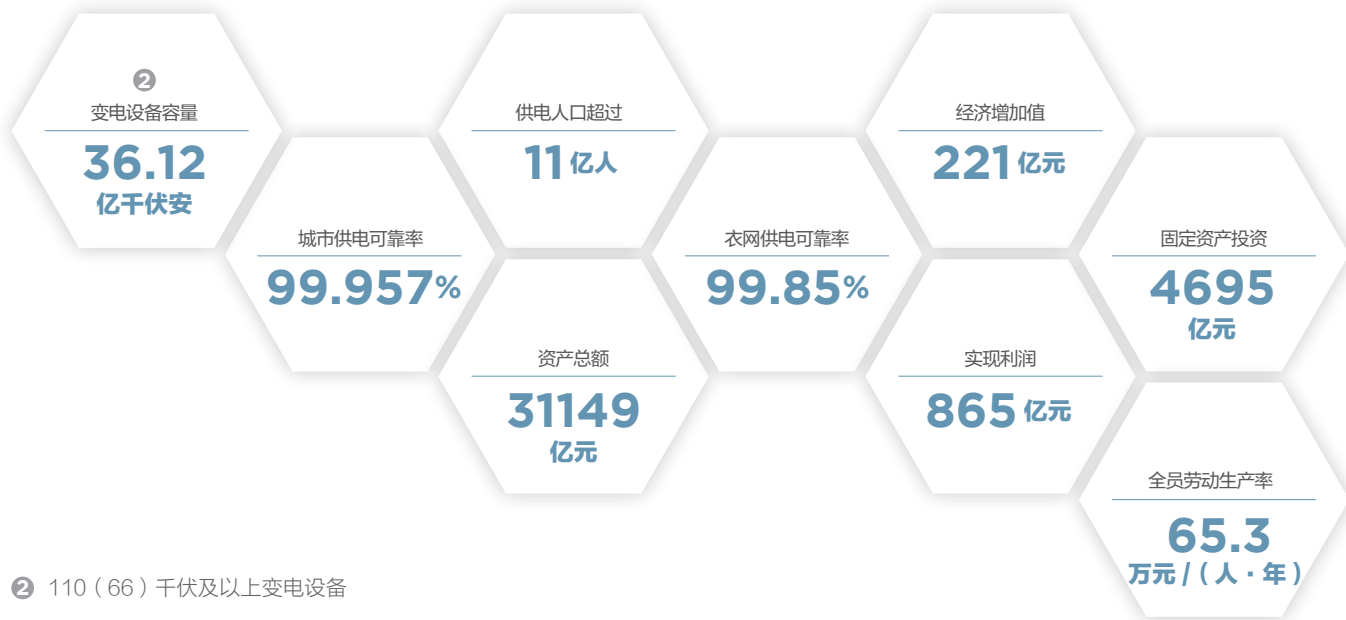 2
变电设备容量
36.12
亿千伏安
供电人口超过
11 亿人
经济增加值
221 亿元
城市供电可靠率
99.957%
衣网供电可靠率
99.85%
固定资产投资
4695
亿元
资产总额
31149
亿元
实现利润
865 亿元
全员劳动生产率
65.3
万元 /（人 · 年）
2 110（66）千伏及以上变电设备